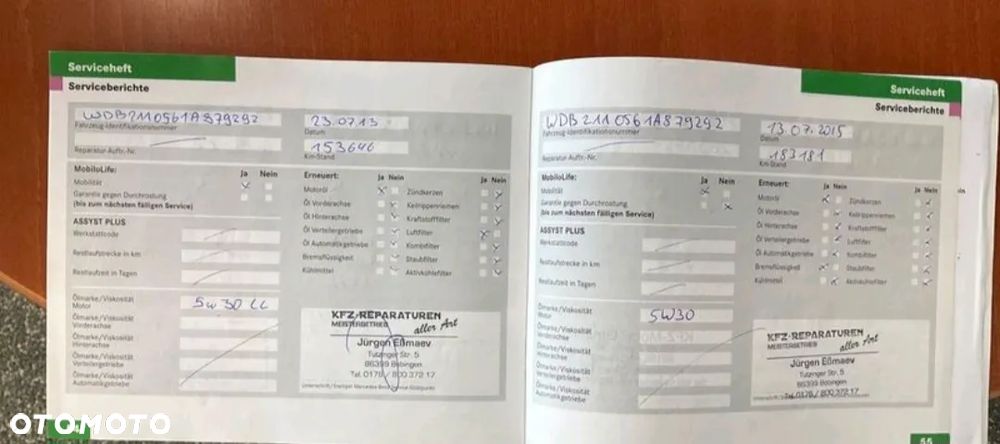 Serviceheft
Serviceberichte
WDB2110561A879292
Fahrzeug-Identifikationsnummer
23.07.13
Datum
Reparatur-Auftr.-Nr.
153646
Km-Stand
MobiloLife:
Ja Nein
Mobilität
Garantie gegen Durchrostung
(bis zum nächsten fälligen Service)
ASSYST PLUS
Werkstattcode
Restlaufstrecke in km
Restlaufzeit in Tagen
Erneuert:
Ja Nein
Ja Nein
Motoröl
Zündkerzen
Öl Vorderachse
Keilrippenriemen
Öl Hinterachse
Kraftstofffilter
Öl Verteilergetriebe
Luftfilter
Öl Automatikgetriebe
Kombifilter
Bremsflüssigkeit
Staubfilter
Kühlmittel
Aktivkohlefilter
Ölmarke/Viskosität
Motor
5W30 LL
Ölmarke/Viskosität
Vorderachse
Ölmarke/Viskosität
Hinterachse
Ölmarke/Viskosität
Verteilergetriebe
Ölmarke/Viskosität
Automatikgetriebe
KFZ-REPARATUREN
MEISTERBETRIEB
aller Art
Jürgen Eßmaev
Tutzinger Str. 5
86399 Bobingen
Tel. 0178 / 800 372 17
Serviceheft
Serviceberichte
WDB2110561A879292
Fahrzeug-Identifikationsnummer
13.07.2015
Datum
Reparatur-Auftr.-Nr.
183181
Km-Stand
MobiloLife:
Ja Nein
Mobilität
Garantie gegen Durchrostung
(bis zum nächsten fälligen Service)
ASSYST PLUS
Werkstattcode
Restlaufstrecke in km
Restlaufzeit in Tagen
Erneuert:
Ja Nein
Ja Nein
Motoröl
Zündkerzen
Öl Vorderachse
Keilrippenriemen
Öl Hinterachse
Kraftstofffilter
Öl Verteilergetriebe
Luftfilter
Öl Automatikgetriebe
Kombifilter
Bremsflüssigkeit
Staubfilter
Kühlmittel
Aktivkohlefilter
Ölmarke/Viskosität
Motor
5W30
Ölmarke/Viskosität
Vorderachse
Ölmarke/Viskosität
Hinterachse
Ölmarke/Viskosität
Verteilergetriebe
Ölmarke/Viskosität
Automatikgetriebe
KFZ-REPARATUREN
MEISTERBETRIEB
aller Art
Jürgen Eßmaev
Tutzinger Str. 5
86399 Bobingen
Tel. 0178 / 800 372 17
55
OTOMOTO